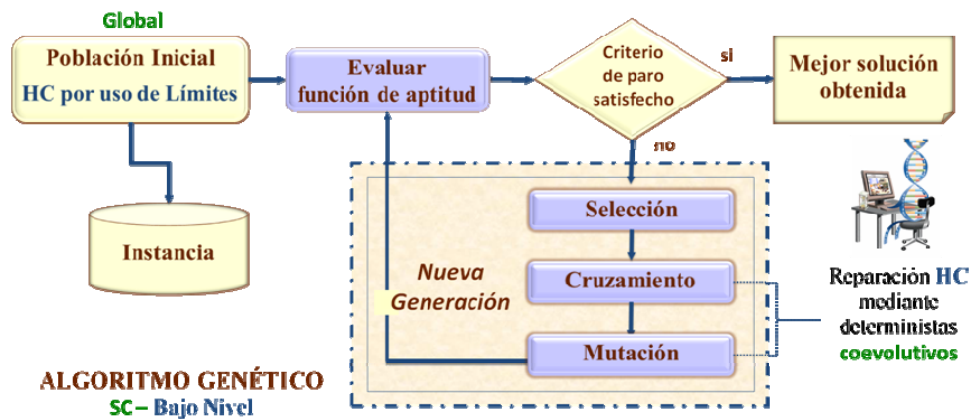 Global
Población Inicial
HC por uso de Límites
Evaluar
función de aptitud
Criterio
de paro
satisfecho
si
Mejor solución
obtenida
no
Instancia
Selección
Cruzamiento
Mutación
Nueva
Generación
Reparación HC
mediante
deterministas
coevolutivos
ALGORITMO GENÉTICO
SC – Bajo Nivel